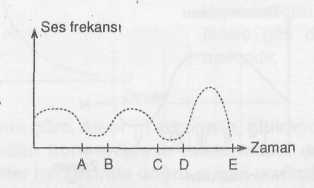 Ses frekansı
A B C D E
Zaman